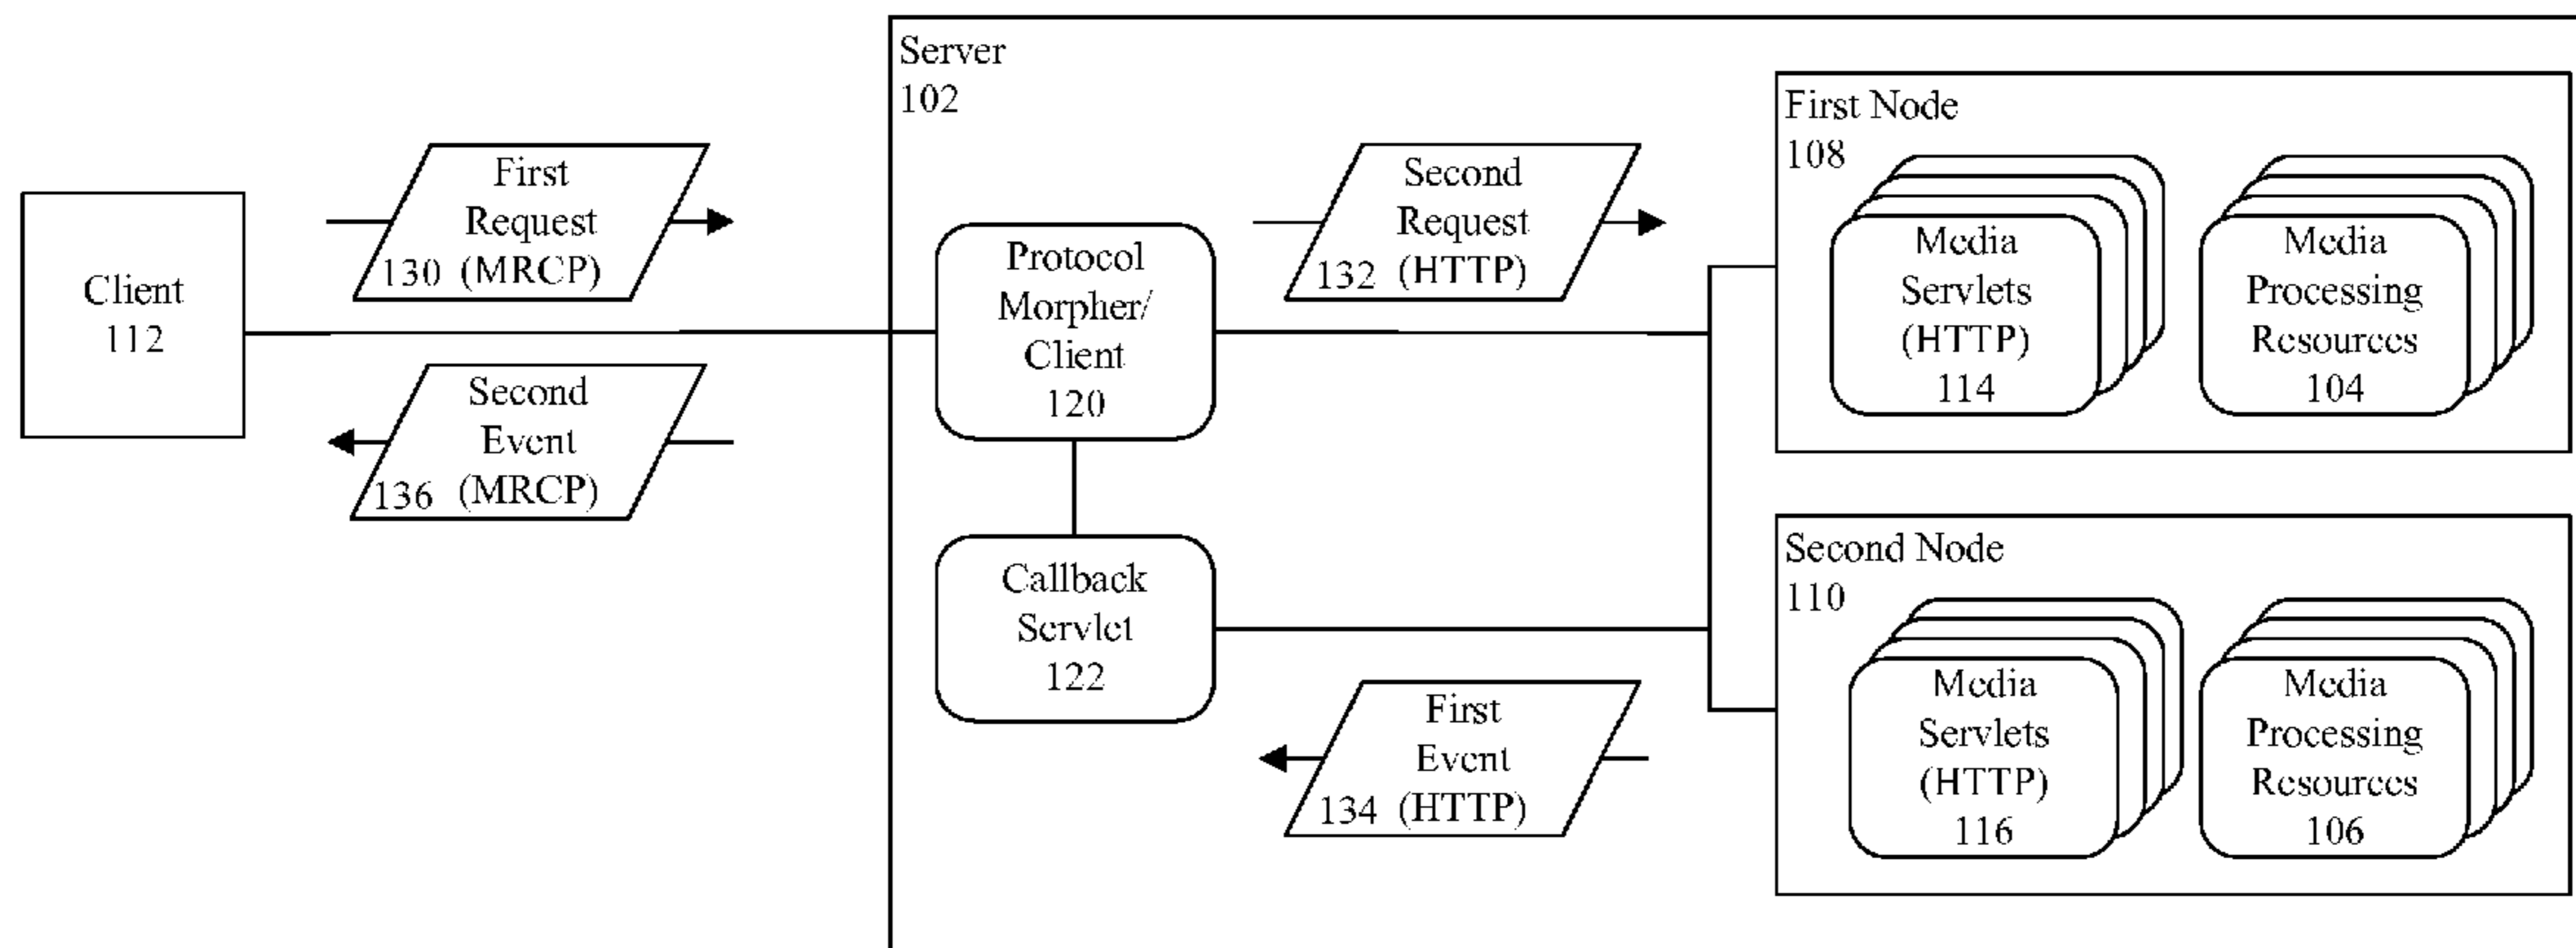 Server
102
First Node
108
First
Request
130 (MRCP)
Second
Request
132 (HTTP)
Client
112
Protocol
Morpher/
Client
120
Media
Servlets
(HTTP)
114
Media
Processing
Resources
104
Second
Event
136 (MRCP)
Callback
Servlet
122
Second Node
110
First
Event
134 (HTTP)
Media
Servlets
(HTTP)
116
Media
Processing
Resources
106